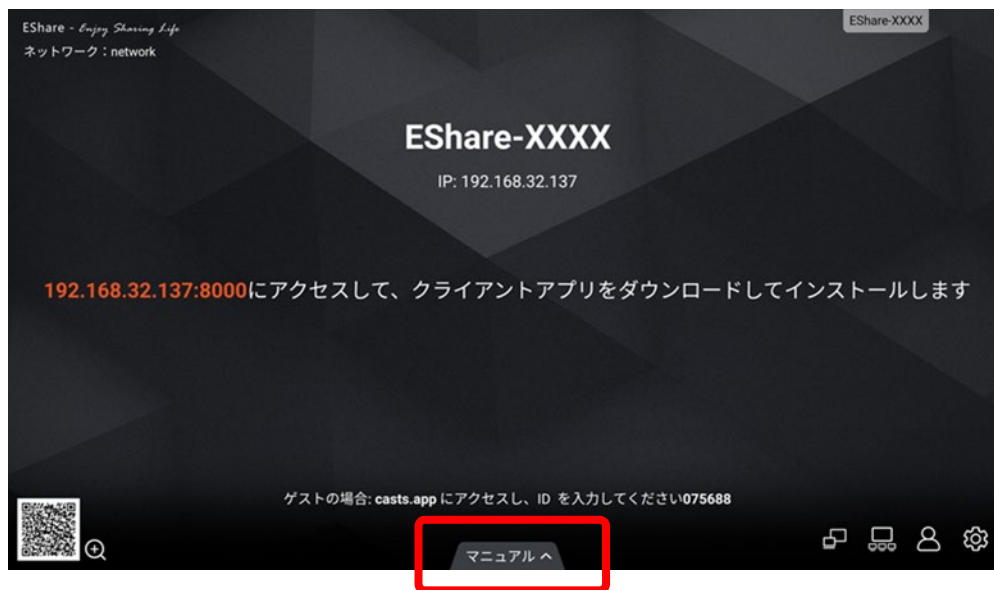 EShare - Enjoy Sharing Life
EShare-XXXX
ネットワーク：network
EShare-XXXX
IP: 192.168.32.137
192.168.32.137:8000にアクセスして、クライアントアプリをダウンロードしてインストールします
ゲストの場合: casts.app にアクセスし、ID を入力してください075688
マニュアル